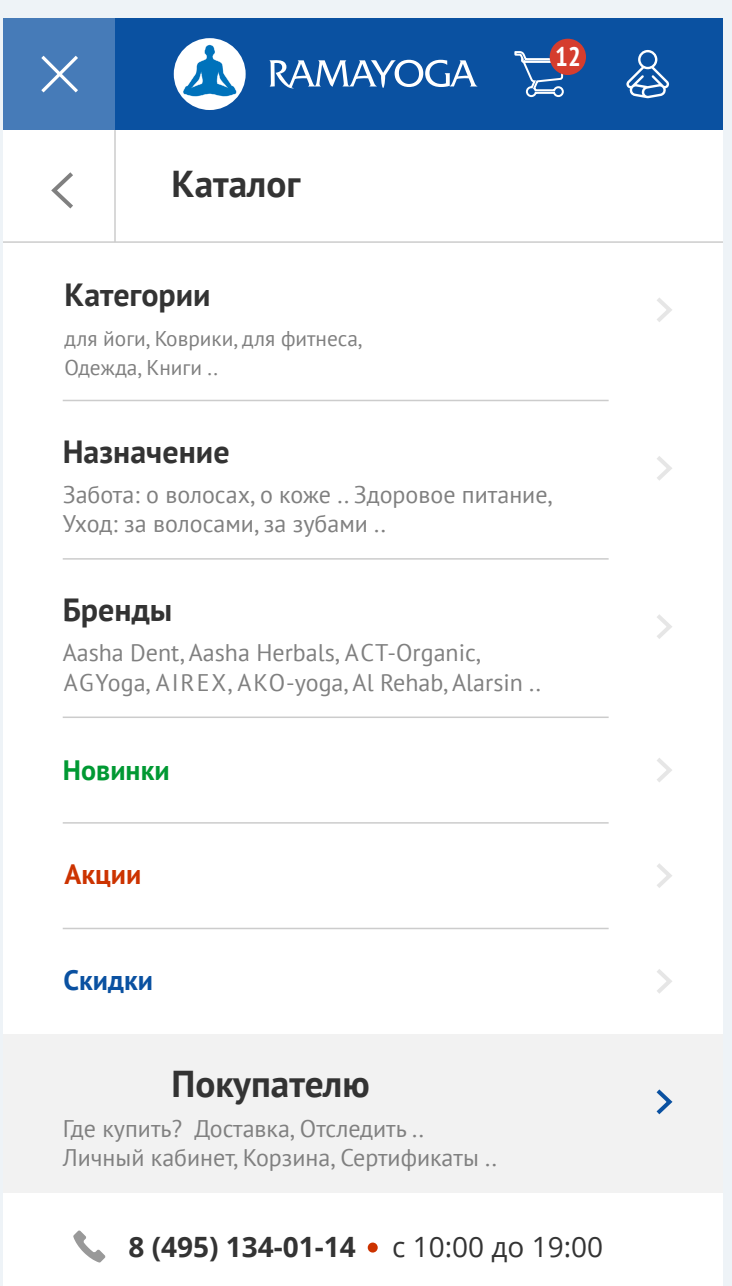 RAMAYOGA 12
Каталог
Категории
для йоги, Коврики, для фитнеса,
Одежда, Книги ..
Назначение
Забота: о волосах, о коже .. Здоровое питание,
Уход: за волосами, за зубами ..
Бренды
Aasha Dent, Aasha Herbals, ACT-Organic,
AGYoga, AIREX, AKO-yoga, Al Rehab, Alarsin ..
Новинки
Акции
Скидки
Покупателю
Где купить? Доставка, Отследить ..
Личный кабинет, Корзина, Сертификаты ..
8 (495) 134-01-14 • с 10:00 до 19:00